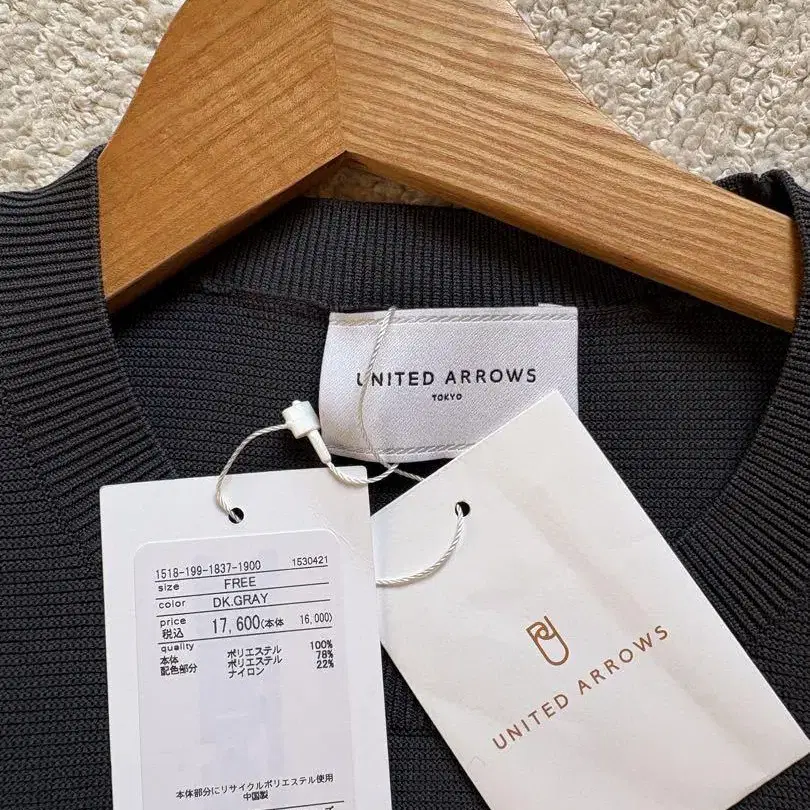 UNITED ARROWS
TOKYO
1518-199-1837-1900 1530421
size FREE
color DK.GRAY
price
税込 17,600(本体 16,000)
quality
本体 ポリエステル 100%
配色部分 ポリエステル 78%
ナイロン 22%
本体部分にリサイクルポリエステル使用
中国製
UNITED ARROWS